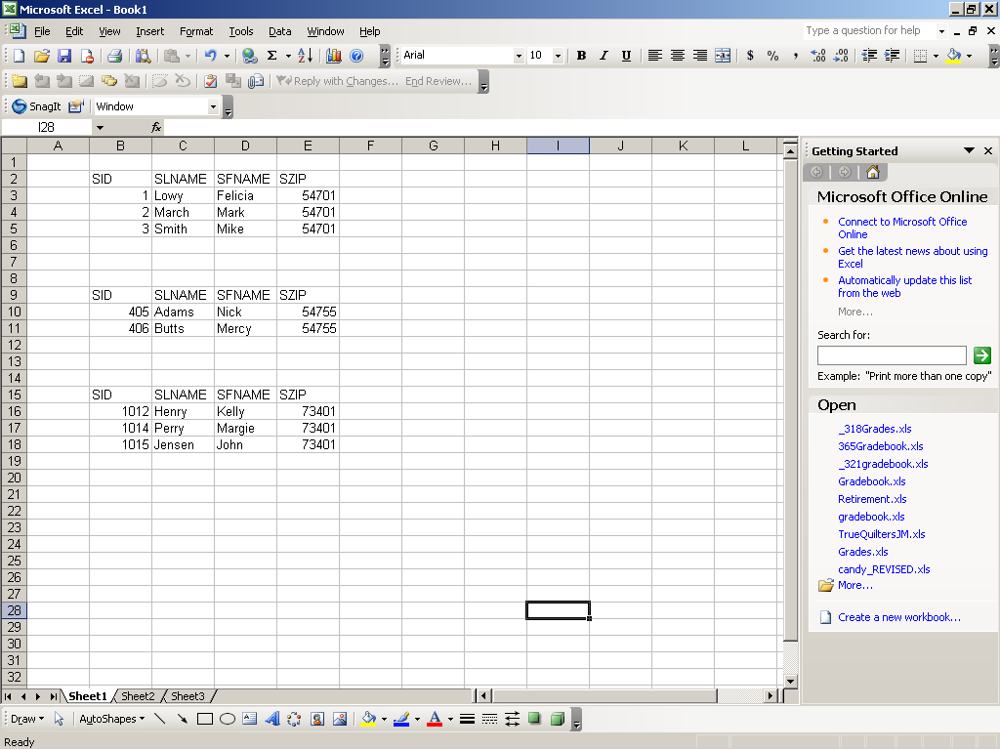 Microsoft Excel - Book1
File Edit View Insert Format Tools Data Window Help Type a question for help
Arial 10 B I U $ % , .00 .00
Reply with Changes... End Review...
SnagIt Window
I28 fx
A B C D E F G H I J K L
1
2 SID SLNAME SFNAME SZIP
3 1 Lowy Felicia 54701
4 2 March Mark 54701
5 3 Smith Mike 54701
6
7
8
9 SID SLNAME SFNAME SZIP
10 405 Adams Nick 54755
11 406 Butts Mercy 54755
12
13
14
15 SID SLNAME SFNAME SZIP
16 1012 Henry Kelly 73401
17 1014 Perry Margie 73401
18 1015 Jensen John 73401
19
20
21
22
23
24
25
26
27
28
29
30
31
32
Sheet1 Sheet2 Sheet3
Getting Started
Microsoft Office Online
Connect to Microsoft Office
Online
Get the latest news about using
Excel
Automatically update this list
from the web
More...
Search for:
Example: "Print more than one copy"
Open
_318Grades.xls
365Gradebook.xls
_321gradebook.xls
Gradebook.xls
Retirement.xls
gradebook.xls
TrueQuiltersJM.xls
Grades.xls
candy_REVISED.xls
More...
Create a new workbook...
Draw AutoShapes A
Ready